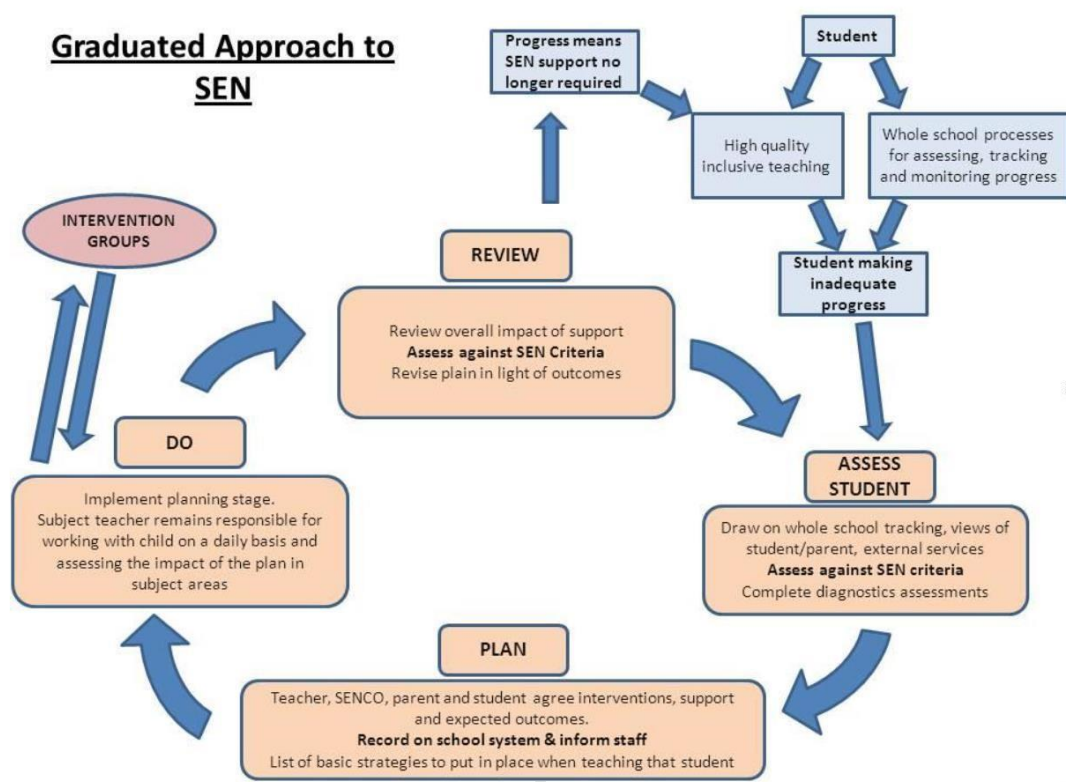 Graduated Approach to
SEN
Progress means
SEN support no
longer required
Student
High quality
inclusive teaching
Whole school processes
for assessing, tracking
and monitoring progress
Student making
inadequate
progress
INTERVENTION
GROUPS
REVIEW
Review overall impact of support
Assess against SEN Criteria
Revise plain in light of outcomes
DO
Implement planning stage.
Subject teacher remains responsible for
working with child on a daily basis and
assessing the impact of the plan in
subject areas
ASSESS
STUDENT
Draw on whole school tracking, views of
student/parent, external services
Assess against SEN criteria
Complete diagnostics assessments
PLAN
Teacher, SENCO, parent and student agree interventions, support
and expected outcomes.
Record on school system & inform staff
List of basic strategies to put in place when teaching that student